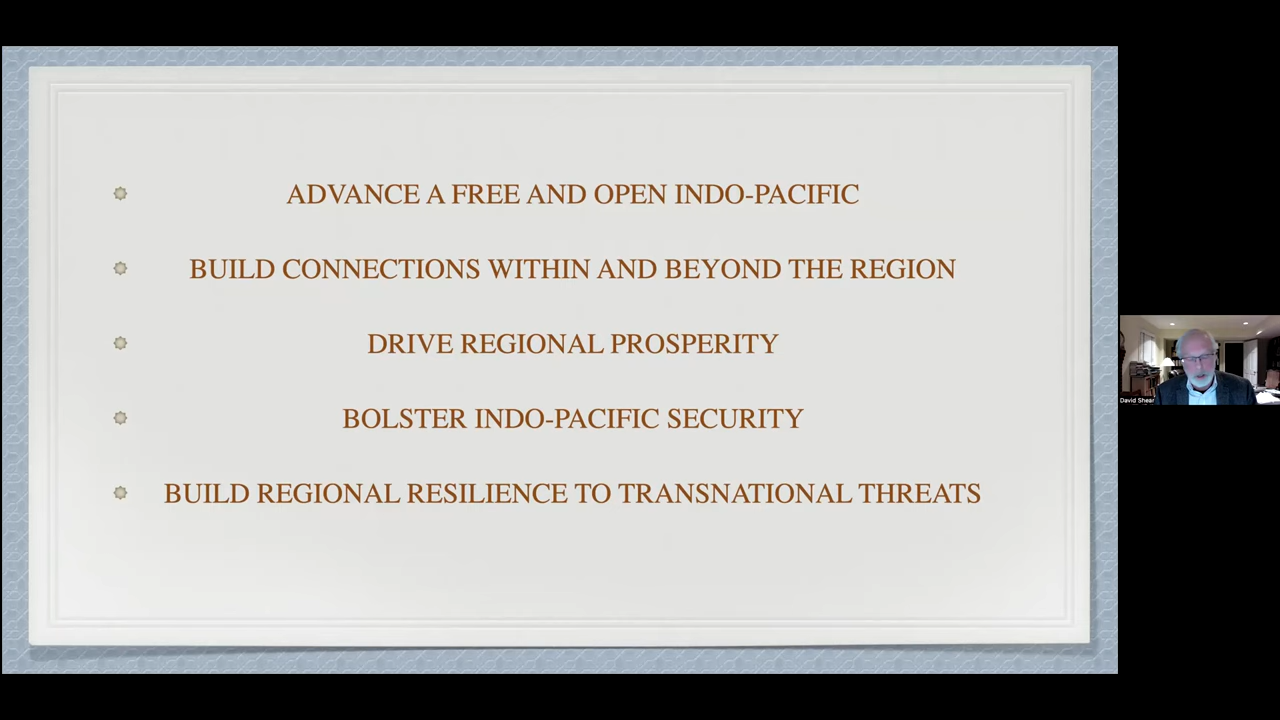 ADVANCE A FREE AND OPEN INDO-PACIFIC
BUILD CONNECTIONS WITHIN AND BEYOND THE REGION
DRIVE REGIONAL PROSPERITY
BOLSTER INDO-PACIFIC SECURITY
BUILD REGIONAL RESILIENCE TO TRANSNATIONAL THREATS
David Shear